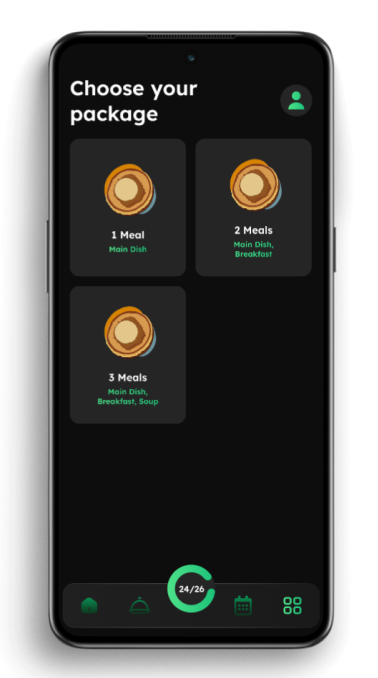 Choose your
package
1 Meal
Main Dish
2 Meals
Main Dish,
Breakfast
3 Meals
Main Dish,
Breakfast, Soup
24/26